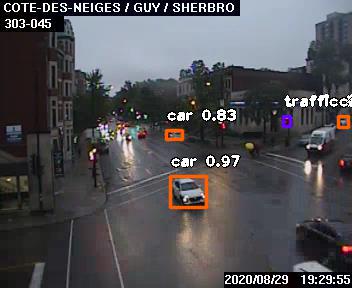 COTE-DES-NEIGES / GUY / SHERBRO
303-045
car 0.83
traffic
car 0.97
2020/08/29 19:29:55